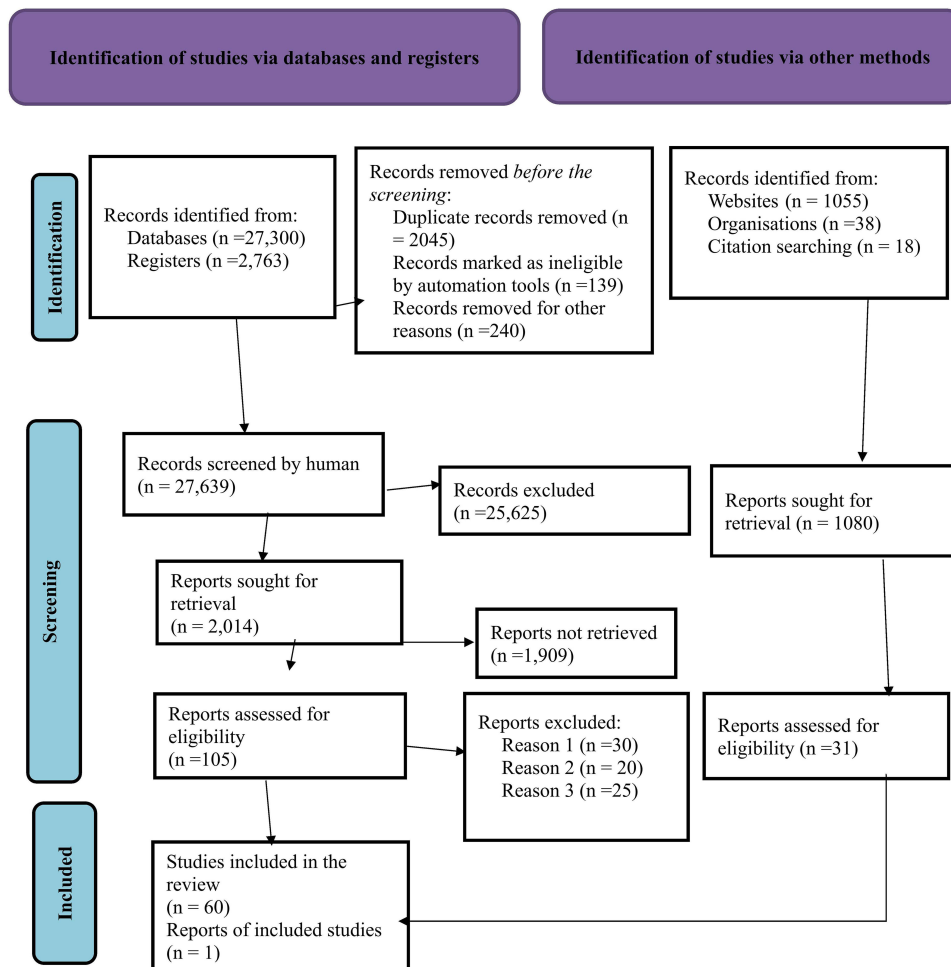 Identification of studies via databases and registers
Identification of studies via other methods
Identification
Records identified from:
Databases (n =27,300)
Registers (n =2,763)
Records removed before the
screening:
Duplicate records removed (n
= 2045)
Records marked as ineligible
by automation tools (n =139)
Records removed for other
reasons (n =240)
Records identified from:
Websites (n = 1055)
Organisations (n =38)
Citation searching (n = 18)
Screening
Records screened by human
(n = 27,639)
Records excluded
(n =25,625)
Reports sought for
retrieval (n = 1080)
Reports sought for
retrieval
(n = 2,014)
Reports not retrieved
(n =1,909)
Reports assessed for
eligibility
(n =105)
Reports excluded:
Reason 1 (n =30)
Reason 2 (n = 20)
Reason 3 (n =25)
Reports assessed for
eligibility (n =31)
Included
Studies included in the
review
(n = 60)
Reports of included studies
(n = 1)